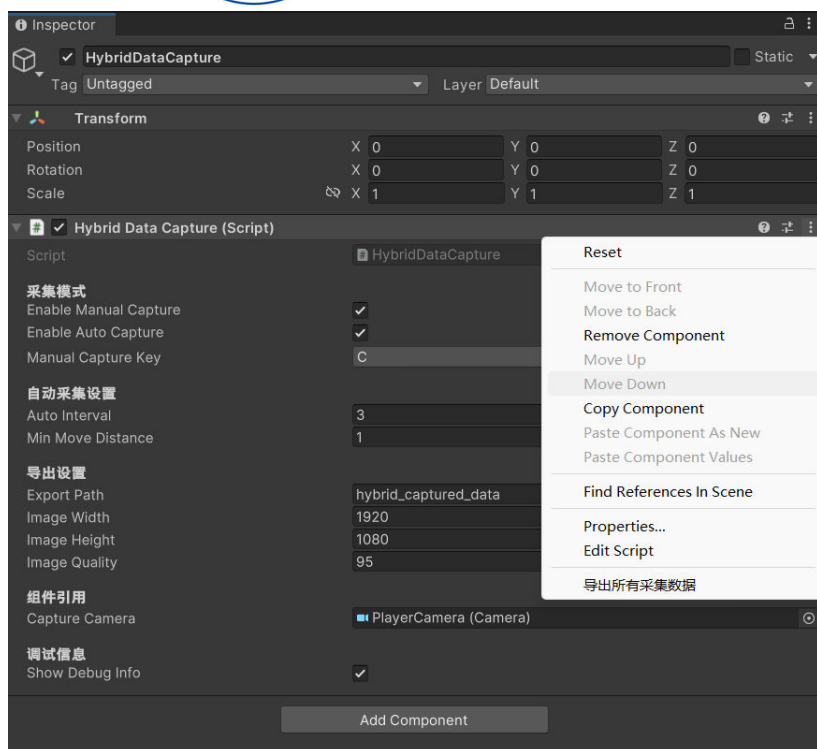 Inspector
HybridDataCapture Static
Tag Untagged Layer Default
Transform
Position X 0 Y 0 Z 0
Rotation X 0 Y 0 Z 0
Scale X 1 Y 1 Z 1
# Hybrid Data Capture (Script)
Script # HybridDataCapture
Reset
采集模式
Move to Front
Enable Manual Capture
Move to Back
Enable Auto Capture
Remove Component
Manual Capture Key C
Move Up
Move Down
自动采集设置
Copy Component
Auto Interval 3
Paste Component As New
Min Move Distance 1
Paste Component Values
导出设置
Find References In Scene
Export Path hybrid_captured_data
Image Width 1920
Properties...
Image Height 1080
Edit Script
Image Quality 95
导出所有采集数据
组件引用
Capture Camera PlayerCamera (Camera)
调试信息
Show Debug Info
Add Component